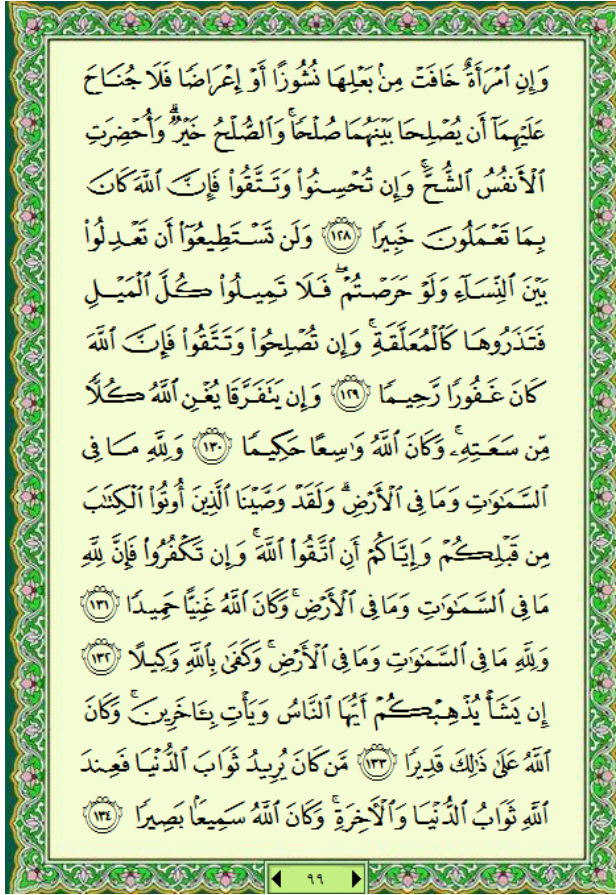 وَإِنِ ٱمْرَأَةٌ خَافَتْ مِنۢ بَعْلِهَا نُشُوزًا أَوْ إِعْرَاضًا فَلَا جُنَاحَ
عَلَيْهِمَآ أَن يُصْلِحَا بَيْنَهُمَا صُلْحًاۚ وَٱلصُّلْحُ خَيْرٌۗ وَأُحْضِرَتِ
ٱلْأَنفُسُ ٱلشُّحَّۚ وَإِن تُحْسِنُوا۟ وَتَتَّقُوا۟ فَإِنَّ ٱللَّهَ كَانَ
بِمَا تَعْمَلُونَ خَبِيرًا ١٢٨ وَلَن تَسْتَطِيعُوٓا۟ أَن تَعْدِلُوا۟
بَيْنَ ٱلنِّسَآءِ وَلَوْ حَرَصْتُمْۖ فَلَا تَمِيلُوا۟ كُلَّ ٱلْمَيْلِ
فَتَذَرُوهَا كَٱلْمُعَلَّقَةِۚ وَإِن تُصْلِحُوا۟ وَتَتَّقُوا۟ فَإِنَّ ٱللَّهَ
كَانَ غَفُورًا رَّحِيمًا ١٢٩ وَإِن يَتَفَرَّقَا يُغْنِ ٱللَّهُ كُلًّا
مِّن سَعَتِهِۦۚ وَكَانَ ٱللَّهُ وَٰسِعًا حَكِيمًا ١٣٠ وَلِلَّهِ مَا فِى
ٱلسَّمَٰوَٰتِ وَمَا فِى ٱلْأَرْضِۗ وَلَقَدْ وَصَّيْنَا ٱلَّذِينَ أُوتُوا۟ ٱلْكِتَٰبَ
مِن قَبْلِكُمْ وَإِيَّاكُمْ أَنِ ٱتَّقُوا۟ ٱللَّهَۚ وَإِن تَكْفُرُوا۟ فَإِنَّ لِلَّهِ
مَا فِى ٱلسَّمَٰوَٰتِ وَمَا فِى ٱلْأَرْضِۚ وَكَانَ ٱللَّهُ غَنِيًّا حَمِيدًا ١٣١
وَلِلَّهِ مَا فِى ٱلسَّمَٰوَٰتِ وَمَا فِى ٱلْأَرْضِۚ وَكَفَىٰ بِٱللَّهِ وَكِيلًا ١٣٢
إِن يَشَأْ يُذْهِبْكُمْ أَيُّهَا ٱلنَّاسُ وَيَأْتِ بِـَٔاخَرِينَۚ وَكَانَ
ٱللَّهُ عَلَىٰ ذَٰلِكَ قَدِيرًا ١٣٣ مَّن كَانَ يُرِيدُ ثَوَابَ ٱلدُّنْيَا فَعِندَ
ٱللَّهِ ثَوَابُ ٱلدُّنْيَا وَٱلْءَاخِرَةِۚ وَكَانَ ٱللَّهُ سَمِيعًۢا بَصِيرًا ١٣٤
٩٩